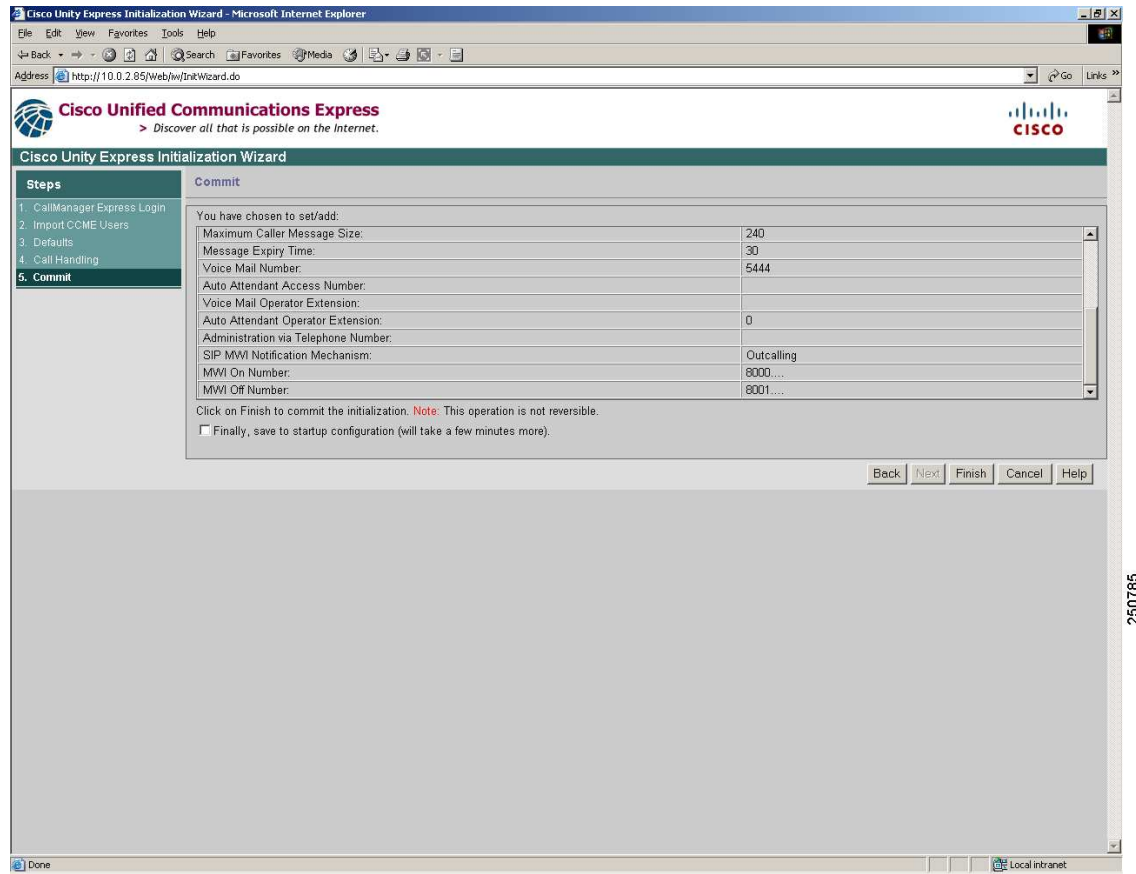 Cisco Unity Express Initialization Wizard - Microsoft Internet Explorer
File Edit View Favorites Tools Help
Back Search Favorites Media
Address http://10.0.2.85/Web/iw/InitWizard.do Go Links »
Cisco Unified Communications Express
> Discover all that is possible on the Internet.
CISCO
Cisco Unity Express Initialization Wizard
Steps
1. CallManager Express Login
2. Import CCME Users
3. Defaults
4. Call Handling
5. Commit
Commit
You have chosen to set/add:
Maximum Caller Message Size: 240
Message Expiry Time: 30
Voice Mail Number: 5444
Auto Attendant Access Number:
Voice Mail Operator Extension:
Auto Attendant Operator Extension: 0
Administration via Telephone Number:
SIP MWI Notification Mechanism: Outcalling
MWI On Number: 8000....
MWI Off Number: 8001....
Click on Finish to commit the initialization. Note: This operation is not reversible.
Finally, save to startup configuration (will take a few minutes more).
Back Next Finish Cancel Help
250785
Done Local intranet